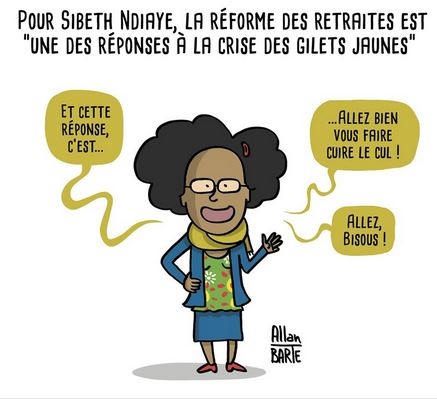 POUR SIBETH NDIAYE, LA RÉFORME DES RETRAITES EST
"UNE DES RÉPONSES À LA CRISE DES GILETS JAUNES"
ET CETTE
RÉPONSE,
C'EST...
...ALLEZ BIEN
VOUS FAIRE
CUIRE LE CUL !
ALLEZ,
BISOUS !
Allan
BARTE